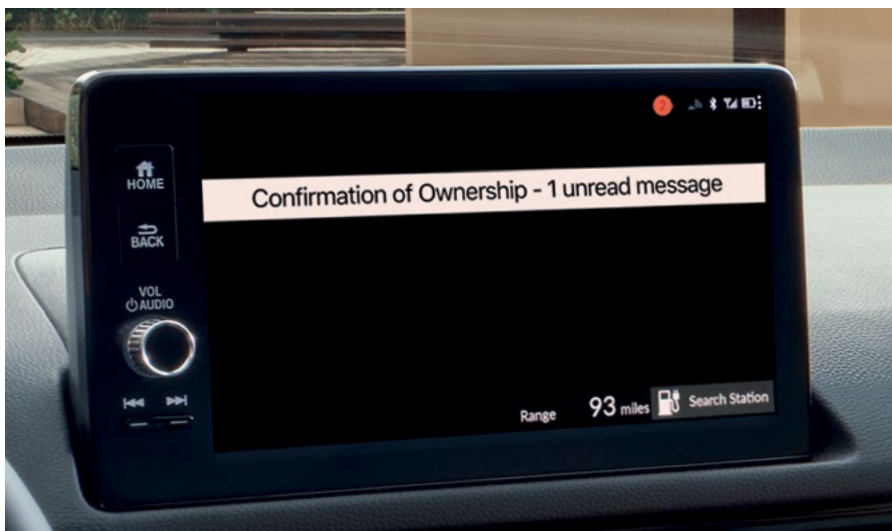 2
HOME
Confirmation of Ownership - 1 unread message
BACK
VOL
AUDIO
Range 93 miles Search Station